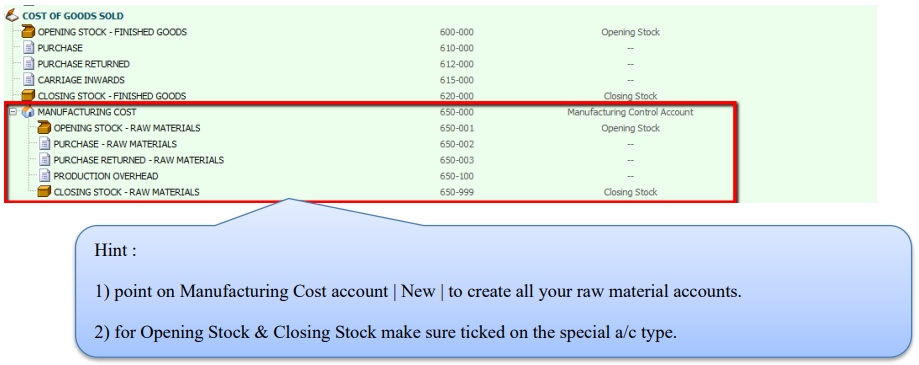 COST OF GOODS SOLD
OPENING STOCK - FINISHED GOODS 600-000 Opening Stock
PURCHASE 610-000 --
PURCHASE RETURNED 612-000 --
CARRIAGE INWARDS 615-000 --
CLOSING STOCK - FINISHED GOODS 620-000 Closing Stock
MANUFACTURING COST 650-000 Manufacturing Control Account
OPENING STOCK - RAW MATERIALS 650-001 Opening Stock
PURCHASE - RAW MATERIALS 650-002 --
PURCHASE RETURNED - RAW MATERIALS 650-003 --
PRODUCTION OVERHEAD 650-100 --
CLOSING STOCK - RAW MATERIALS 650-999 Closing Stock
Hint :
1) point on Manufacturing Cost account | New | to create all your raw material accounts.
2) for Opening Stock & Closing Stock make sure ticked on the special a/c type.